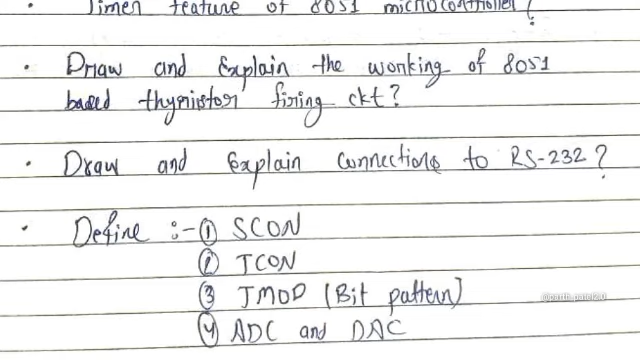 • Timer feature of 8051 microcontroller?
• Draw and Explain the working of 8051
based thyristor firing ckt?
• Draw and Explain connections to RS-232?
• Define :- ① SCON
② TCON
③ TMOD (Bit pattern)
④ ADC and DAC